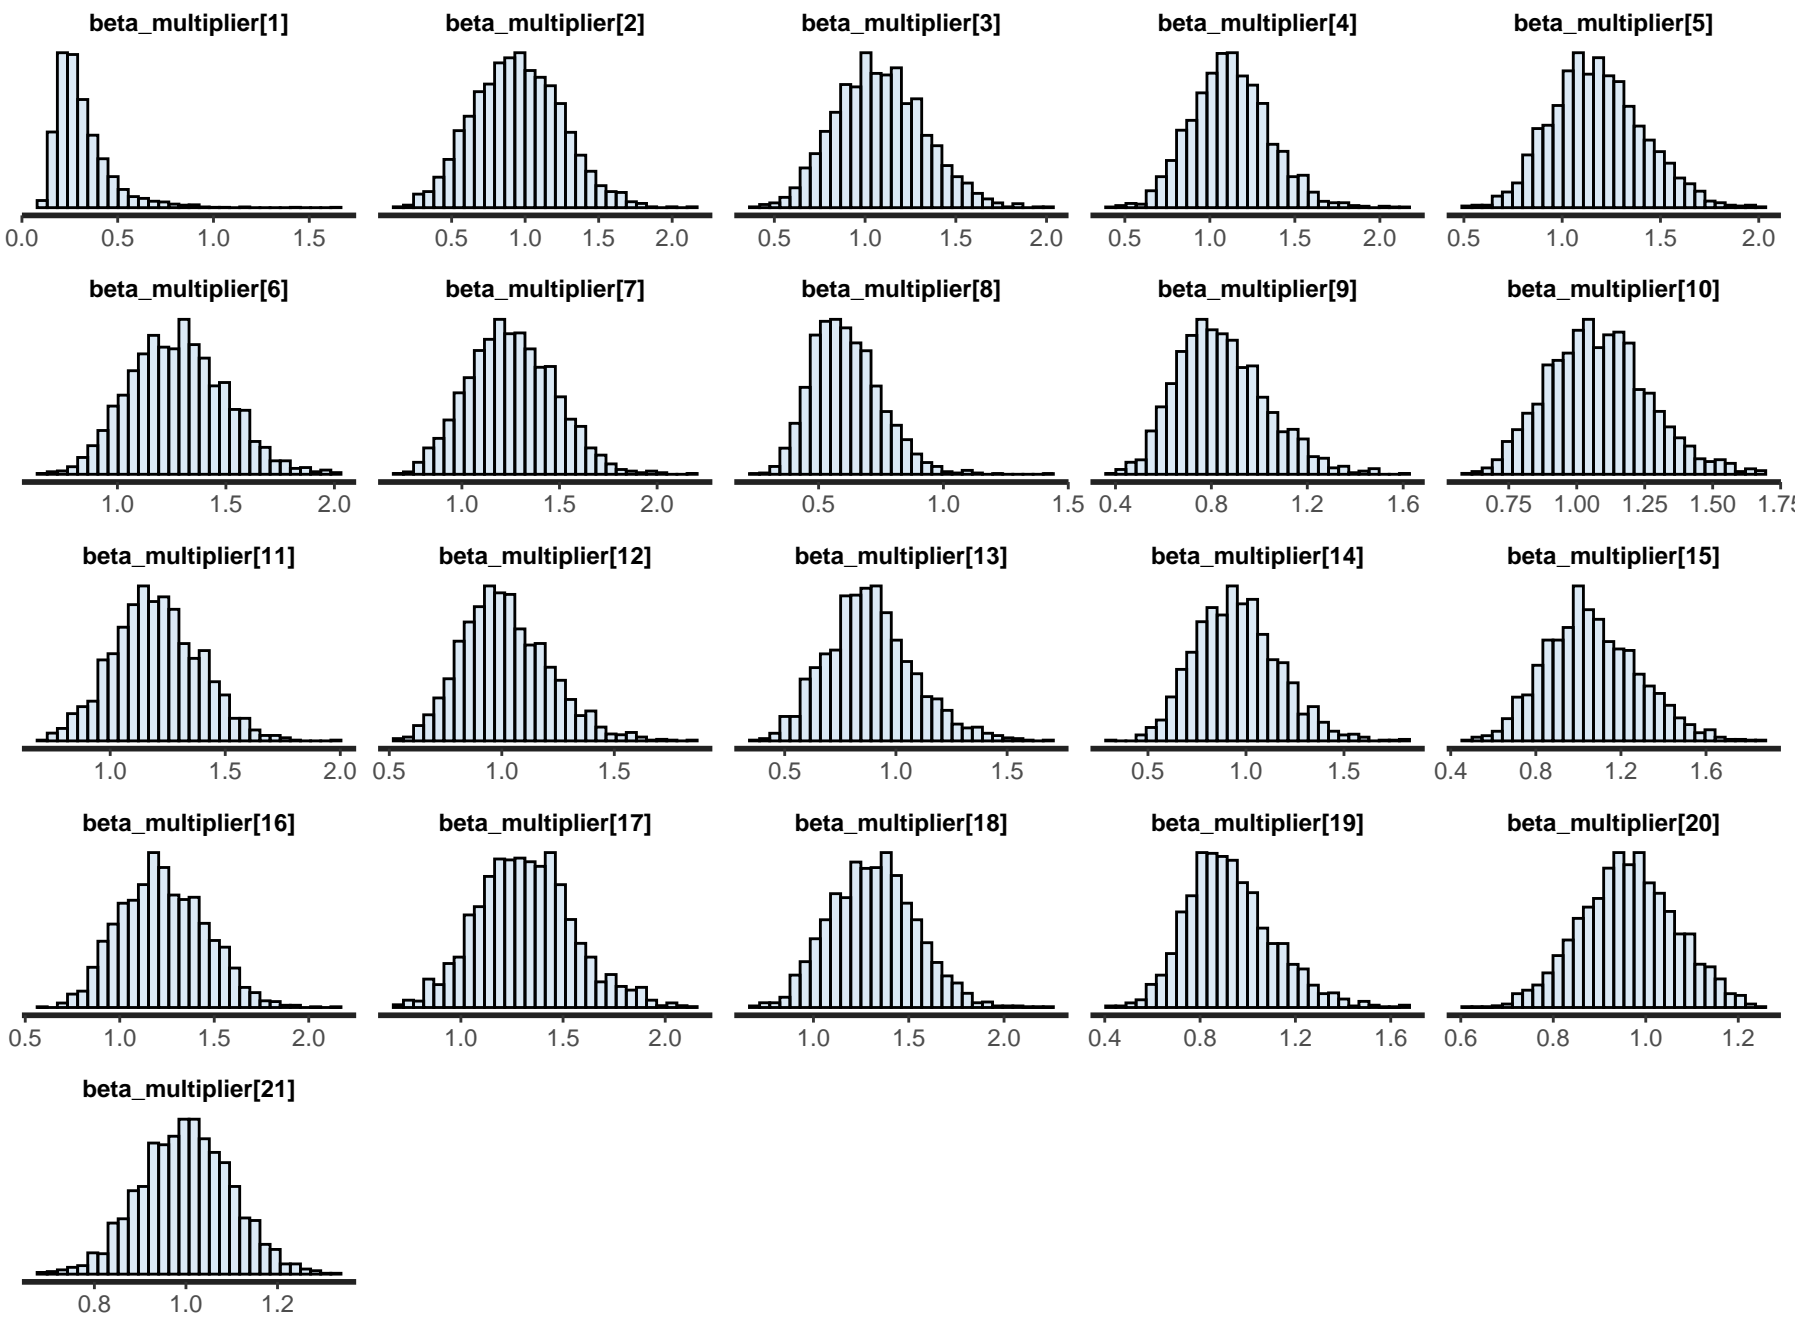 beta_multiplier[1] beta_multiplier[2] beta_multiplier[3] beta_multiplier[4] beta_multiplier[5]
0.0 0.5 1.0 1.5 0.5 1.0 1.5 2.0 0.5 1.0 1.5 2.0 0.5 1.0 1.5 2.0 0.5 1.0 1.5 2.0
beta_multiplier[6] beta_multiplier[7] beta_multiplier[8] beta_multiplier[9] beta_multiplier[10]
1.0 1.5 2.0 1.0 1.5 2.0 0.5 1.0 1.5 0.4 0.8 1.2 1.6 0.75 1.00 1.25 1.50 1.75
beta_multiplier[11] beta_multiplier[12] beta_multiplier[13] beta_multiplier[14] beta_multiplier[15]
1.0 1.5 2.0 0.5 1.0 1.5 0.5 1.0 1.5 0.5 1.0 1.5 0.4 0.8 1.2 1.6
beta_multiplier[16] beta_multiplier[17] beta_multiplier[18] beta_multiplier[19] beta_multiplier[20]
0.5 1.0 1.5 2.0 1.0 1.5 2.0 1.0 1.5 2.0 0.4 0.8 1.2 1.6 0.6 0.8 1.0 1.2
beta_multiplier[21]
0.8 1.0 1.2